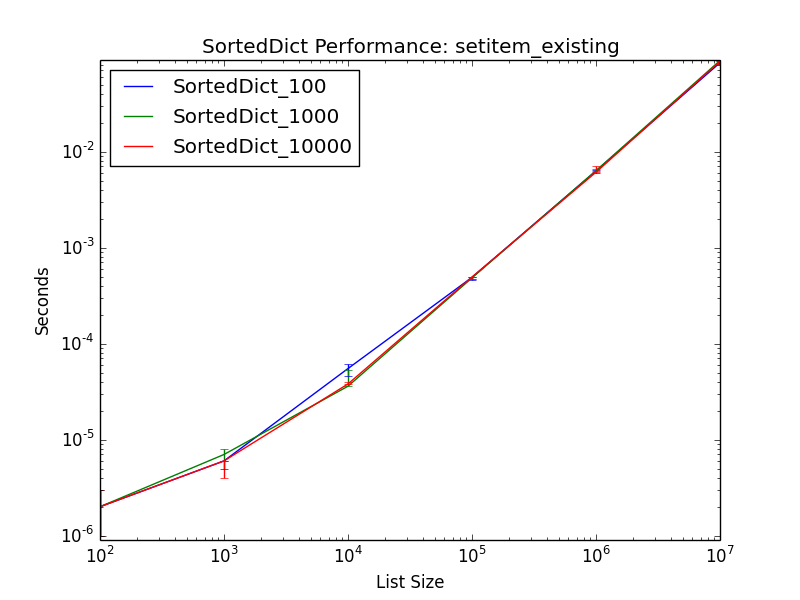 SortedDict Performance: setitem_existing
SortedDict_100
SortedDict_1000
SortedDict_10000
10^-2
10^-3
10^-4
10^-5
10^-6
Seconds
10^2 10^3 10^4 10^5 10^6 10^7
List Size